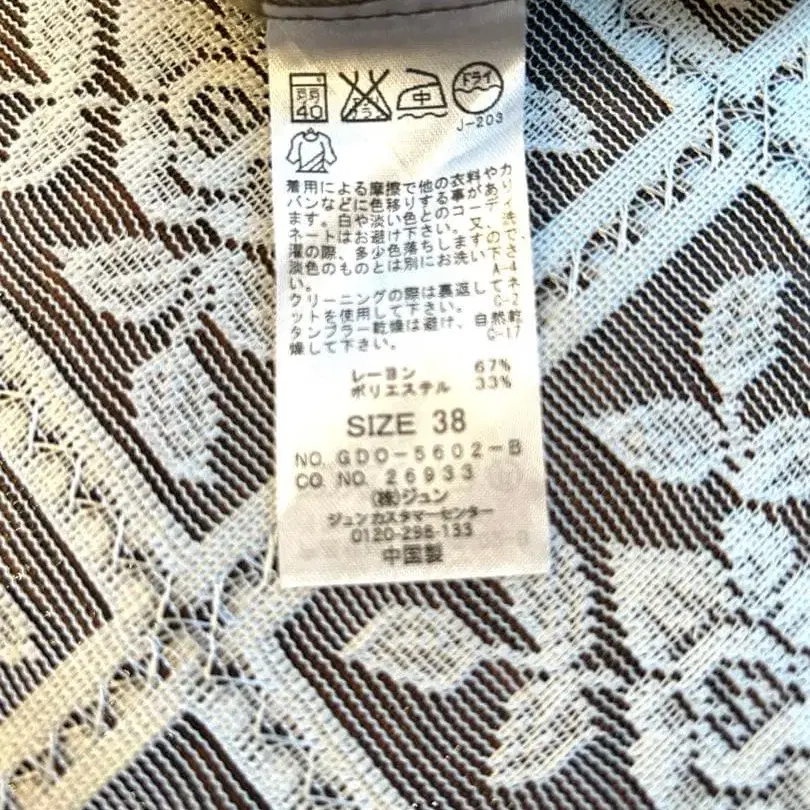 弱
40
中
ドライ
J-203
着用による摩擦で他の衣料やカ
バンなどに色移りする事があり
ます。白や淡い色とのコーディ
ネートはお避け下さい。又、洗
濯の際、多少色落ちしますので
淡色のものとは別にお洗い下さ
い。 A-4
クリーニングの際は裏返してネ
ットを使用して下さい。 C-2
タンブラー乾燥は避け、自然乾
燥して下さい。 C-17
レーヨン 67%
ポリエステル 33%
SIZE 38
NO. GDO-5602-B
CO. NO. 26933
(株)ジュン
ジュンカスタマーセンター
0120-298-133
中国製